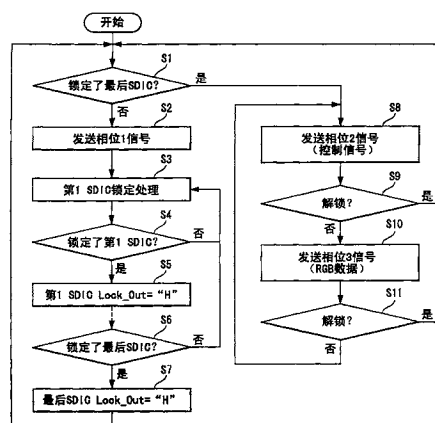 开始
S1
锁定了最后SDIC?
是
否
S2
发送相位1信号
S3
第1 SDIC锁定处理
S4
锁定了第1 SDIC?
否
是
S5
第1 SDIC Lock_Out= “H”
S6
锁定了最后SDIC?
否
是
S7
最后SDIC Lock_Out= “H”
S8
发送相位2信号
(控制信号)
S9
解锁?
是
否
S10
发送相位3信号
(RGB数据)
S11
解锁?
是
否